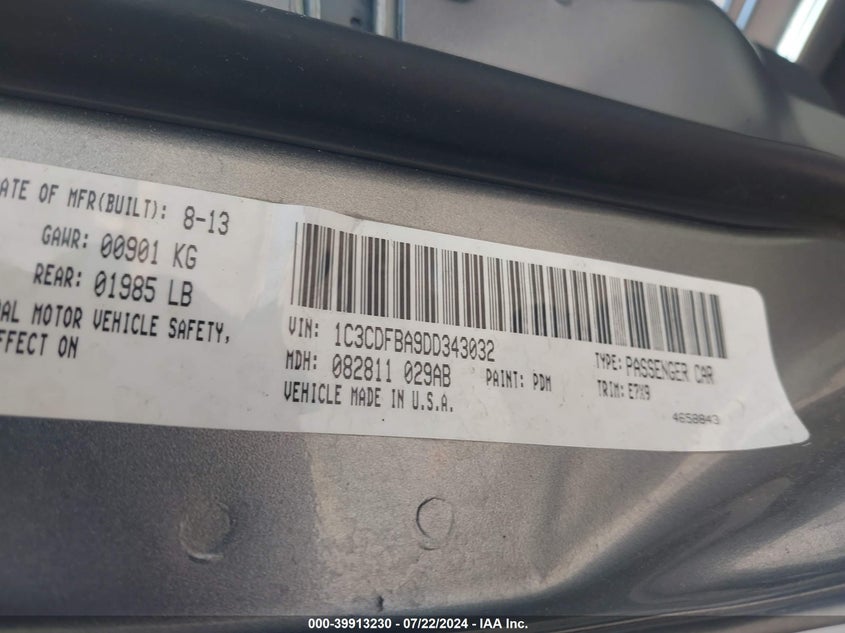 ATE OF MFR(BUILT): 8-13
GAWR: 00901 KG
REAR: 01985 LB
AL MOTOR VEHICLE SAFETY,
FFECT ON
VIN: 1C3CDFBA9DD343032
MDH: 082811 029AB
PAINT: PDM
TYPE: PASSENGER CAR
TRIM: E7X9
VEHICLE MADE IN U.S.A.
4658843
000-39913230 - 07/22/2024 - IAA Inc.